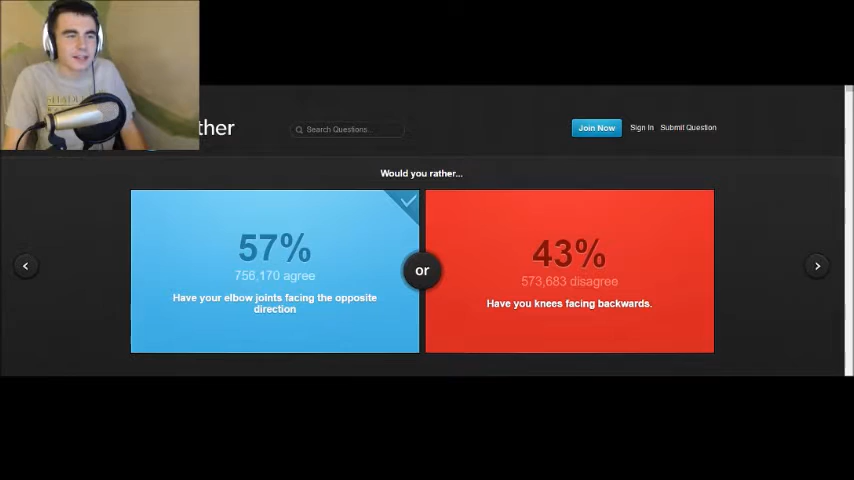 ther
Search Questions...
Join Now
Sign In
Submit Question
Would you rather...
57%
756,170 agree
Have your elbow joints facing the opposite
direction
or
43%
573,683 disagree
Have you knees facing backwards.